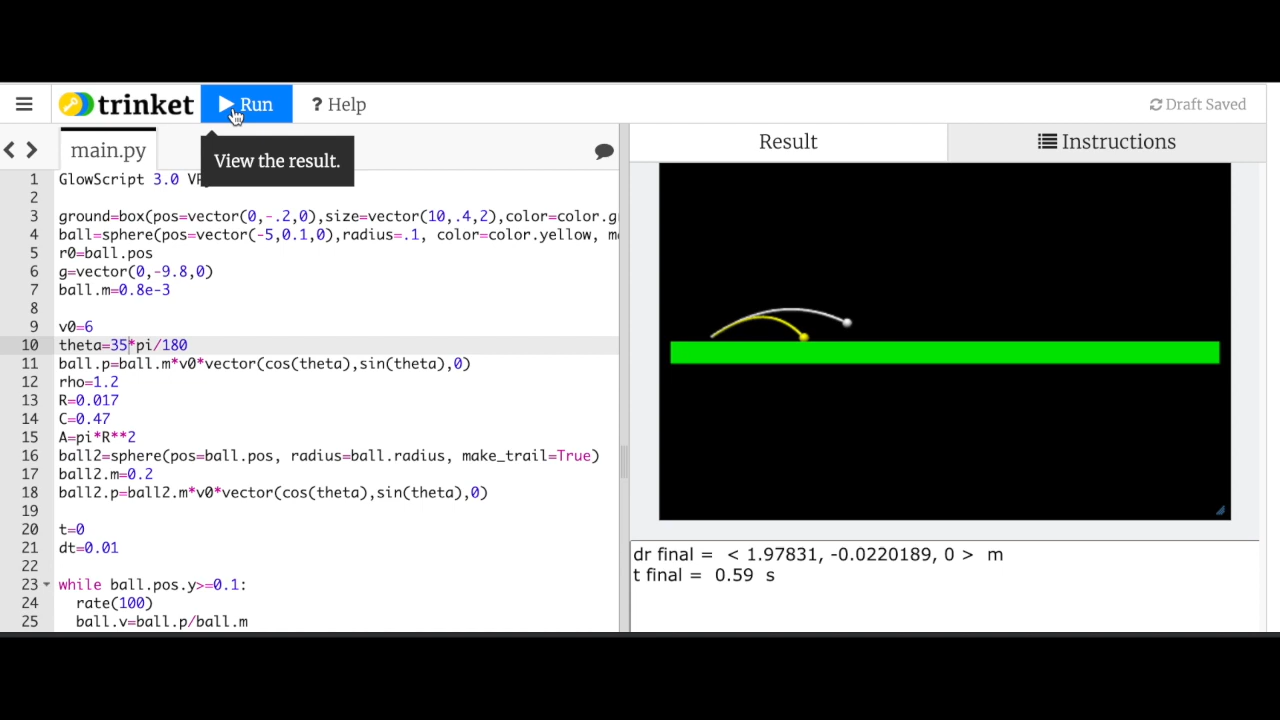 trinket
Run
? Help
Draft Saved
main.py
View the result.
Result
Instructions
1 GlowScript 3.0
2
3 ground=box(pos=vector(0,-.2,0),size=vector(10,.4,2),color=color.g
4 ball=sphere(pos=vector(-5,0.1,0),radius=.1, color=color.yellow, m
5 r0=ball.pos
6 g=vector(0,-9.8,0)
7 ball.m=0.8e-3
8
9 v0=6
10 theta=35*pi/180
11 ball.p=ball.m*v0*vector(cos(theta),sin(theta),0)
12 rho=1.2
13 R=0.017
14 C=0.47
15 A=pi*R**2
16 ball2=sphere(pos=ball.pos, radius=ball.radius, make_trail=True)
17 ball2.m=0.2
18 ball2.p=ball2.m*v0*vector(cos(theta),sin(theta),0)
19
20 t=0
21 dt=0.01
22
23 while ball.pos.y>=0.1:
24 rate(100)
25 ball.v=ball.p/ball.m
dr final = < 1.97831, -0.0220189, 0 > m
t final = 0.59 s